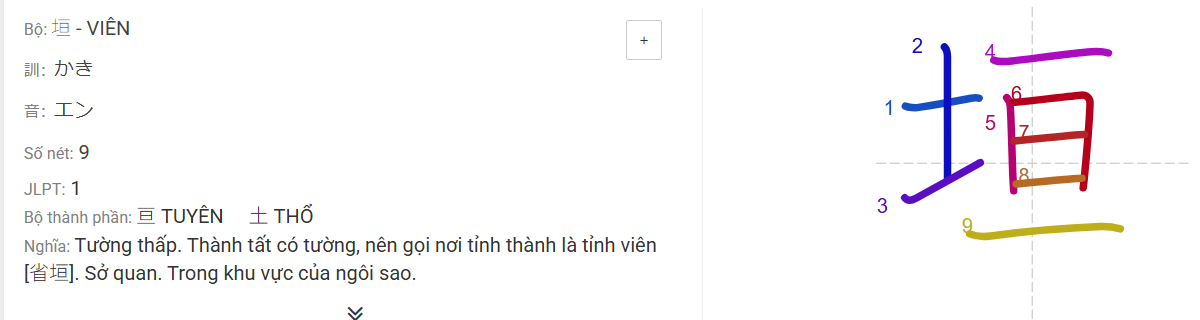 Bộ: 垣 - VIÊN
+
訓: かき
音: エン
Số nét: 9
JLPT: 1
Bộ thành phần: 亘 TUYÊN 土 THỔ
Nghĩa: Tường thấp. Thành tất có tường, nên gọi nơi tỉnh thành là tỉnh viên
[省垣]. Sở quan. Trong khu vực của ngôi sao.
垣
1
2
3
4
5
6
7
8
9